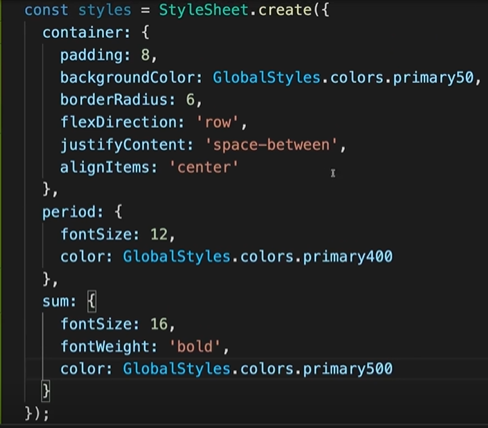 const styles = StyleSheet.create({
  container: {
    padding: 8,
    backgroundColor: GlobalStyles.colors.primary50,
    borderRadius: 6,
    flexDirection: 'row',
    justifyContent: 'space-between',
    alignItems: 'center'
  },
  period: {
    fontSize: 12,
    color: GlobalStyles.colors.primary400
  },
  sum: {
    fontSize: 16,
    fontWeight: 'bold',
    color: GlobalStyles.colors.primary500
  }
});